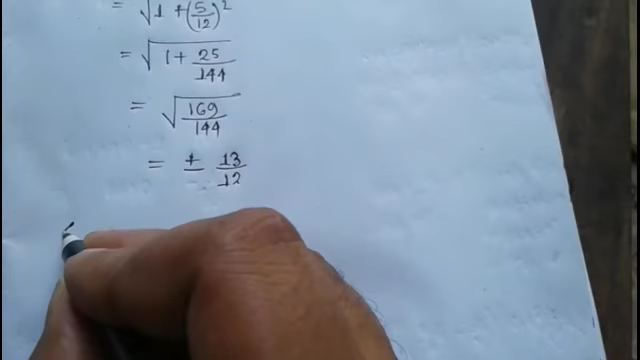 = √1 + (5/12)²
= √1 + 25/144
= √169/144
= ± 13/12